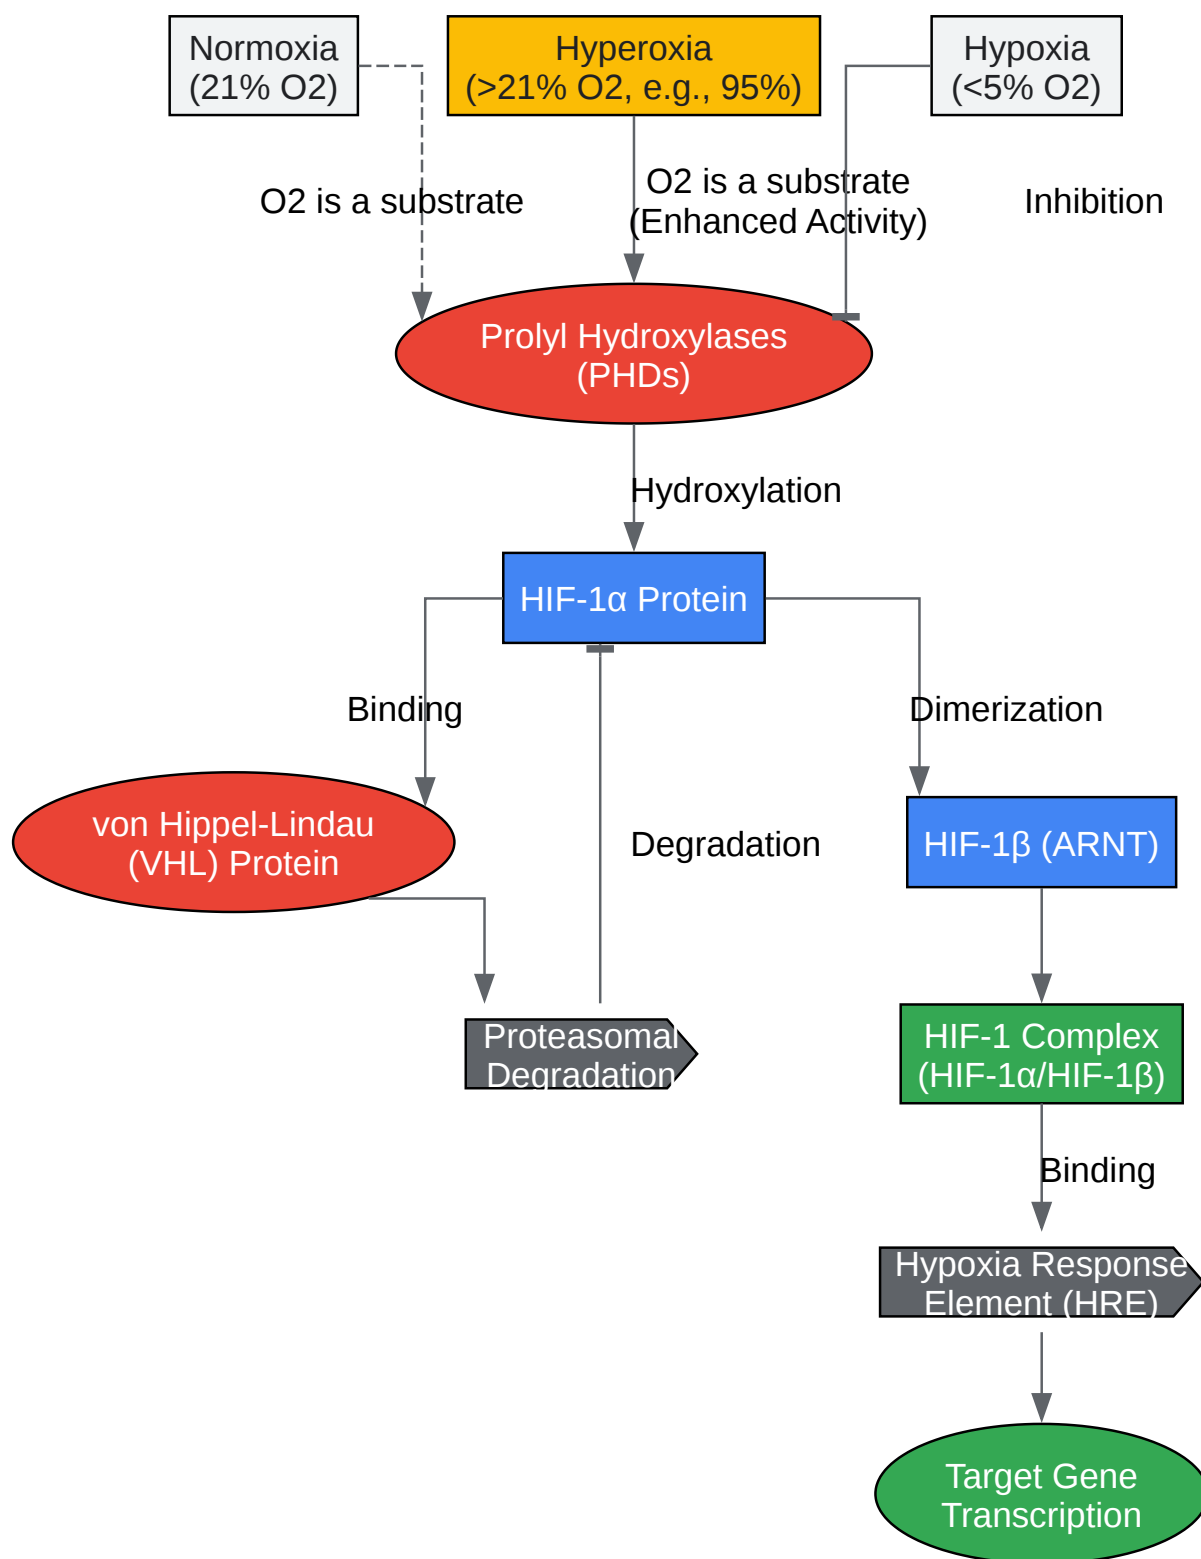 Normoxia
(21% O2)
Hyperoxia
(>21% O2, e.g., 95%)
Hypoxia
(<5% O2)
O2 is a substrate
O2 is a substrate
(Enhanced Activity)
Inhibition
Prolyl Hydroxylases
(PHDs)
Hydroxylation
HIF-1α Protein
Binding
Dimerization
von Hippel-Lindau
(VHL) Protein
Degradation
HIF-1β (ARNT)
Proteasomal
Degradation
HIF-1 Complex
(HIF-1α/HIF-1β)
Binding
Hypoxia Response
Element (HRE)
Target Gene
Transcription